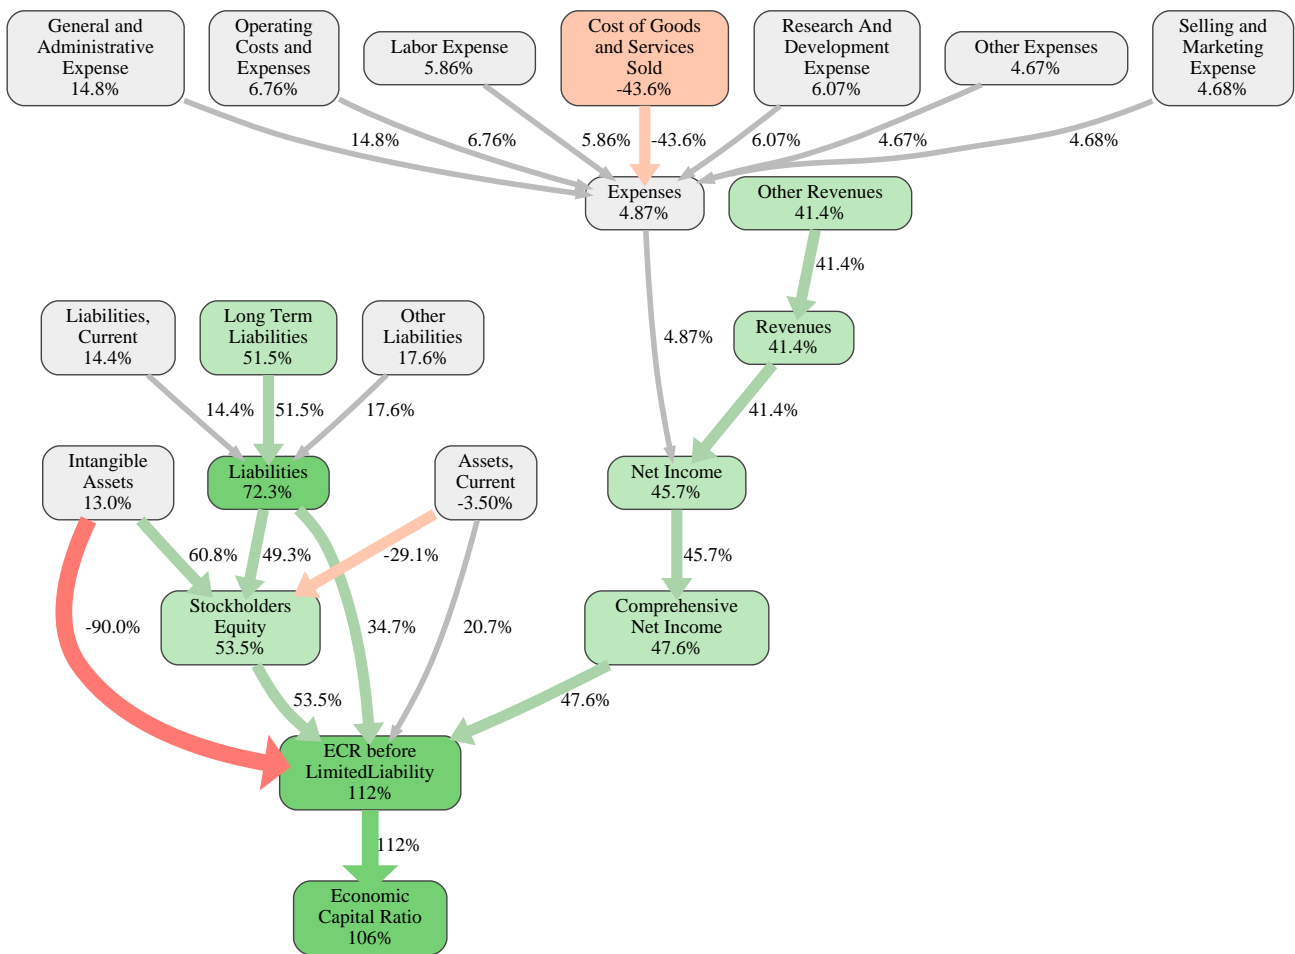 General and
Administrative
Expense
14.8%
Operating
Costs and
Expenses
6.76%
Labor Expense
5.86%
Cost of Goods
and Services
Sold
-43.6%
Research And
Development
Expense
6.07%
Other Expenses
4.67%
Selling and
Marketing
Expense
4.68%
14.8%
6.76%
5.86%
-43.6%
6.07%
4.67%
4.68%
Expenses
4.87%
Other Revenues
41.4%
41.4%
Liabilities,
Current
14.4%
Long Term
Liabilities
51.5%
Other
Liabilities
17.6%
4.87%
Revenues
41.4%
14.4%
51.5%
17.6%
41.4%
Intangible
Assets
13.0%
Liabilities
72.3%
Assets,
Current
-3.50%
Net Income
45.7%
60.8%
49.3%
-29.1%
45.7%
Stockholders
Equity
53.5%
Comprehensive
Net Income
47.6%
-90.0%
34.7%
20.7%
53.5%
47.6%
ECR before
LimitedLiability
112%
112%
Economic
Capital Ratio
106%